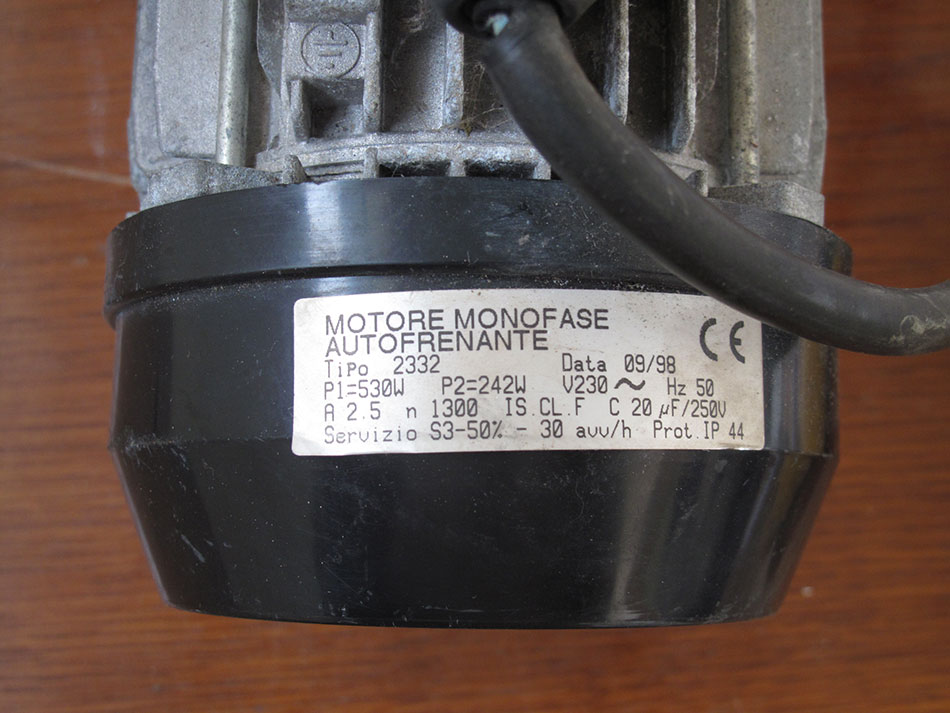 MOTORE MONOFASE
AUTOFRENANTE
CE
TiPo 2332 Data 09/98
P1=530W P2=242W V230 ~ Hz 50
A 2.5 n 1300 IS.CL.F C 20 µF/250V
Servizio S3-50% - 30 avv/h Prot.IP 44